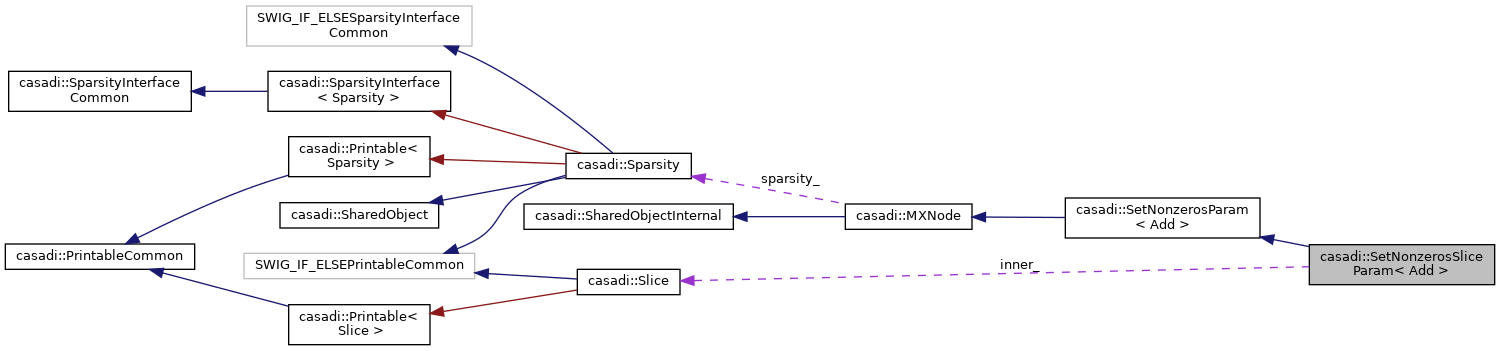 SWIG_IF_ELSESparsityInterface
Common
casadi::SparsityInterface
Common
casadi::SparsityInterface
< Sparsity >
casadi::Printable<
Sparsity >
casadi::Sparsity
sparsity_
casadi::SharedObject
casadi::SharedObjectInternal
casadi::MXNode
casadi::SetNonzerosParam
< Add >
casadi::PrintableCommon
SWIG_IF_ELSEPrintableCommon
casadi::Slice
inner_
casadi::SetNonzerosSlice
Param< Add >
casadi::Printable<
Slice >